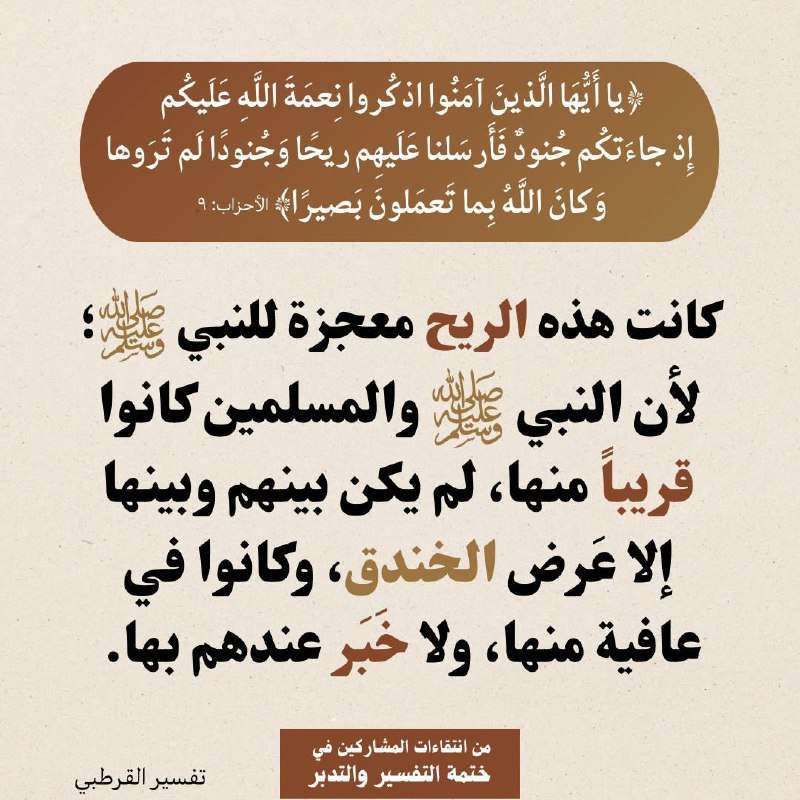 ﴿يا أَيُّهَا الَّذينَ آمَنُوا اذكُروا نِعمَةَ اللَّهِ عَلَيكُم
إِذ جاءَتكُم جُنودٌ فَأَرسَلنا عَلَيهِم ريحًا وَجُنودًا لَم تَرَوها
وَكانَ اللَّهُ بِما تَعمَلونَ بَصيرًا﴾ الأحزاب: ٩
كانت هذه الريح معجزة للنبي ﷺ؛
لأن النبي ﷺ والمسلمين كانوا
قريباً منها، لم يكن بينهم وبينها
إلا عَرض الخندق، وكانوا في
عافية منها، ولا خَبَر عندهم بها.
من انتقاءات المشاركين في
ختمة التفسير والتدبر
تفسير القرطبي